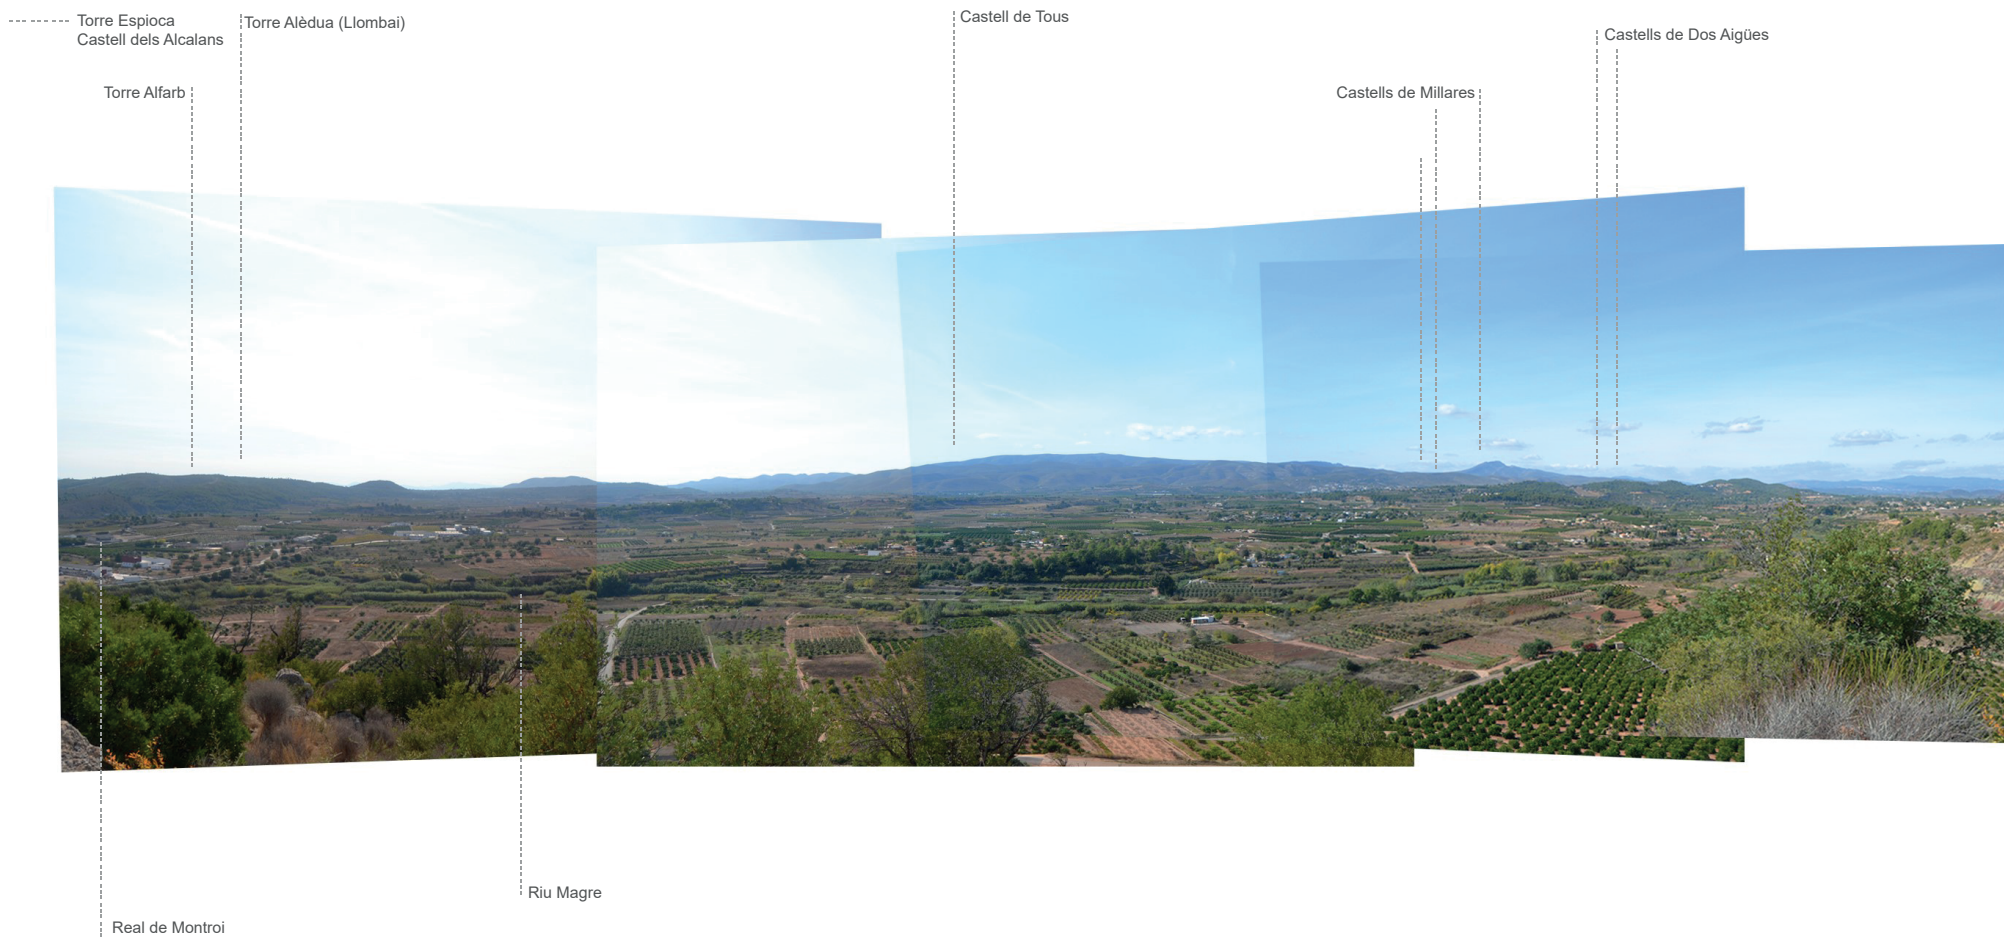 Torre Espioca
Castell dels Alcalans
Torre Alèdua (Llombai)
Castell de Tous
Castells de Dos Aigües
Torre Alfarb
Castells de Millares
Riu Magre
Real de Montroi